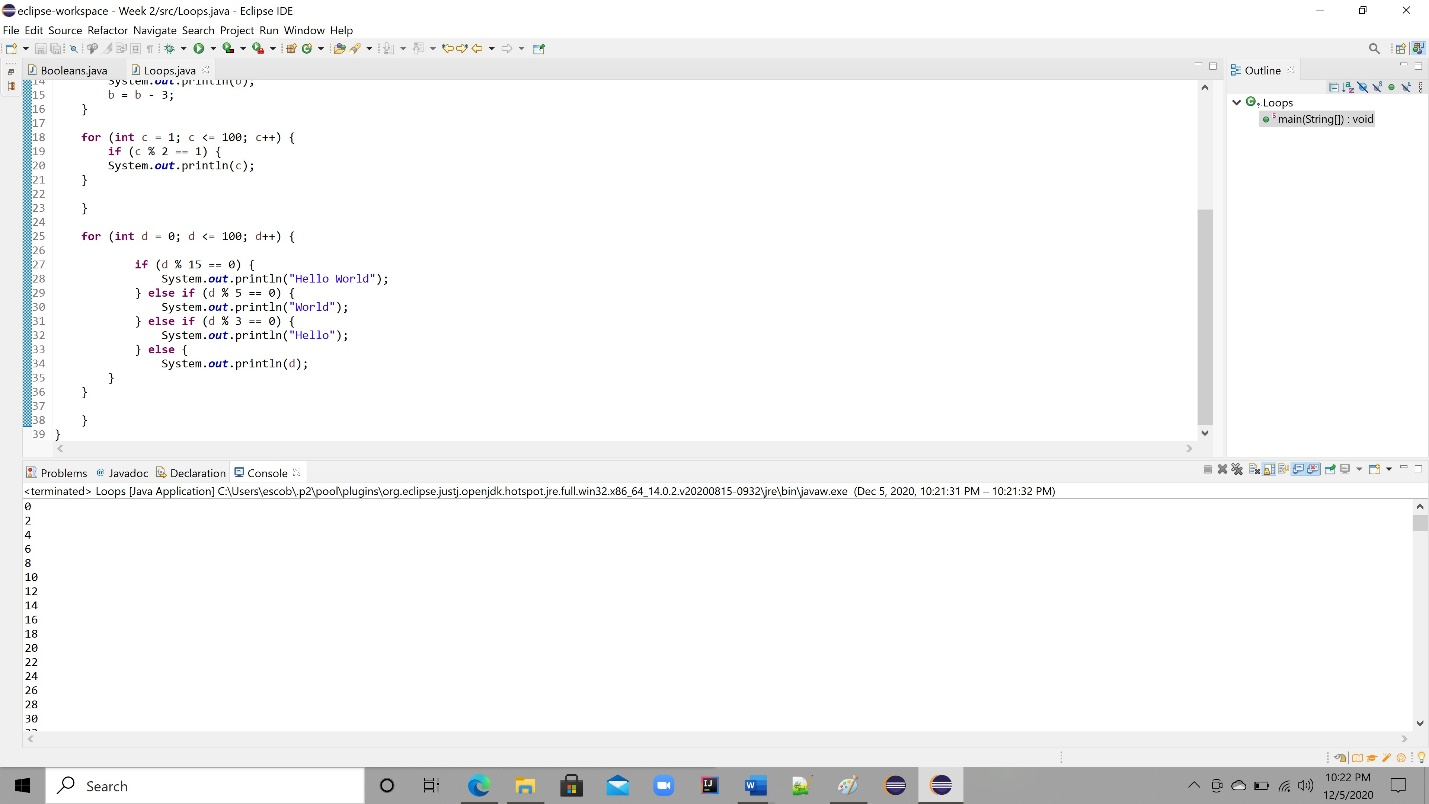 eclipse-workspace - Week 2/src/Loops.java - Eclipse IDE
File Edit Source Refactor Navigate Search Project Run Window Help
Booleans.java
Loops.java
14 System.out.println(b);
15 b = b - 3;
16 }
17
18 for (int c = 1; c <= 100; c++) {
19 if (c % 2 == 1) {
20 System.out.println(c);
21 }
22
23 }
24
25 for (int d = 0; d <= 100; d++) {
26
27 if (d % 15 == 0) {
28 System.out.println("Hello World");
29 } else if (d % 5 == 0) {
30 System.out.println("World");
31 } else if (d % 3 == 0) {
32 System.out.println("Hello");
33 } else {
34 System.out.println(d);
35 }
36 }
37
38 }
39 }
Outline
Loops
main(String[]) : void
Problems @ Javadoc Declaration Console
<terminated> Loops [Java Application] C:\Users\escob\.p2\pool\plugins\org.eclipse.justj.openjdk.hotspot.jre.full.win32.x86_64_14.0.2.v20200815-0932\jre\bin\javaw.exe (Dec 5, 2020, 10:21:31 PM – 10:21:32 PM)
0
2
4
6
8
10
12
14
16
18
20
22
24
26
28
30
Search
10:22 PM
12/5/2020